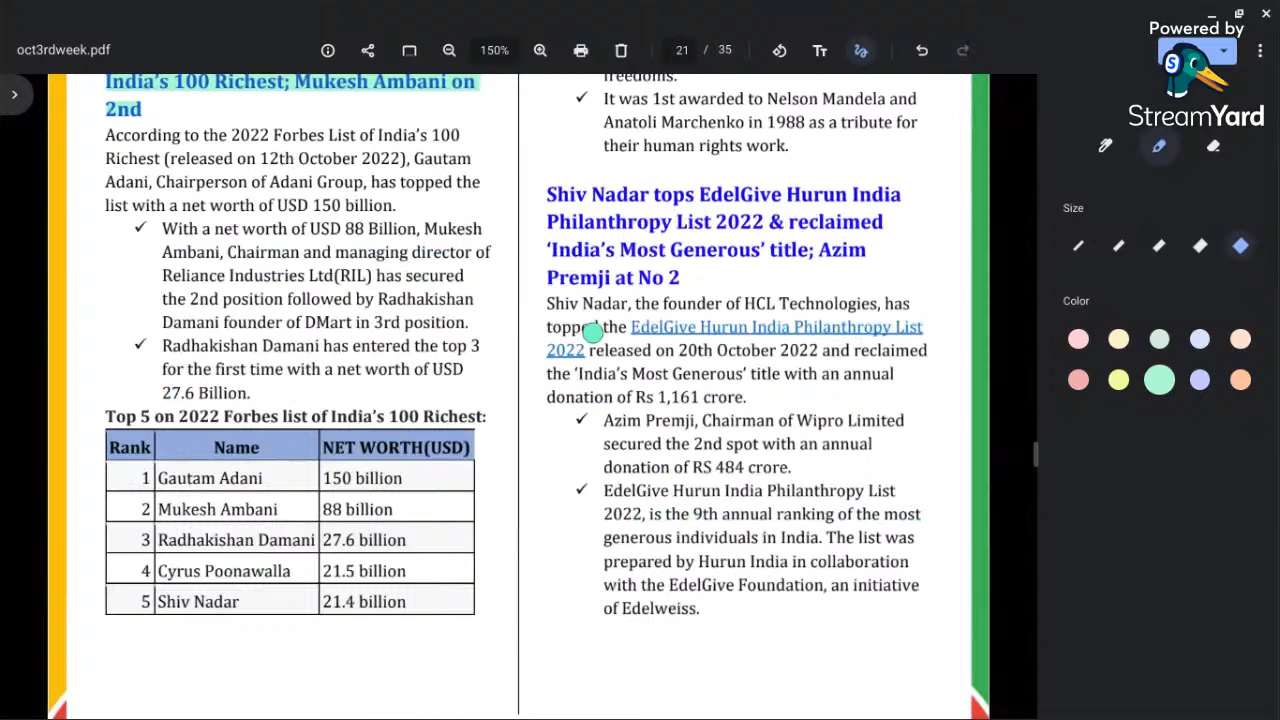 oct3rdweek.pdf
150%
21 / 35
Powered by
StreamYard
India's 100 Richest; Mukesh Ambani on
2nd
According to the 2022 Forbes List of India's 100
Richest (released on 12th October 2022), Gautam
Adani, Chairperson of Adani Group, has topped the
list with a net worth of USD 150 billion.
✓ With a net worth of USD 88 Billion, Mukesh
Ambani, Chairman and managing director of
Reliance Industries Ltd(RIL) has secured
the 2nd position followed by Radhakishan
Damani founder of DMart in 3rd position.
✓ Radhakishan Damani has entered the top 3
for the first time with a net worth of USD
27.6 Billion.
Top 5 on 2022 Forbes list of India's 100 Richest:
Rank Name NET WORTH(USD)
1 Gautam Adani 150 billion
2 Mukesh Ambani 88 billion
3 Radhakishan Damani 27.6 billion
4 Cyrus Poonawalla 21.5 billion
5 Shiv Nadar 21.4 billion
freedoms.
✓ It was 1st awarded to Nelson Mandela and
Anatoli Marchenko in 1988 as a tribute for
their human rights work.
Shiv Nadar tops EdelGive Hurun India
Philanthropy List 2022 & reclaimed
'India's Most Generous' title; Azim
Premji at No 2
Shiv Nadar, the founder of HCL Technologies, has
topped the EdelGive Hurun India Philanthropy List
2022 released on 20th October 2022 and reclaimed
the 'India's Most Generous' title with an annual
donation of Rs 1,161 crore.
✓ Azim Premji, Chairman of Wipro Limited
secured the 2nd spot with an annual
donation of RS 484 crore.
✓ EdelGive Hurun India Philanthropy List
2022, is the 9th annual ranking of the most
generous individuals in India. The list was
prepared by Hurun India in collaboration
with the EdelGive Foundation, an initiative
of Edelweiss.
Size
Color